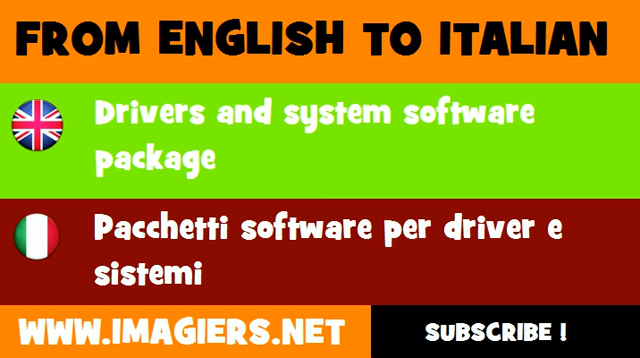 FROM ENGLISH TO ITALIAN
Drivers and system software
package
Pacchetti software per driver e
sistemi
WWW.IMAGIERS.NET
SUBSCRIBE !